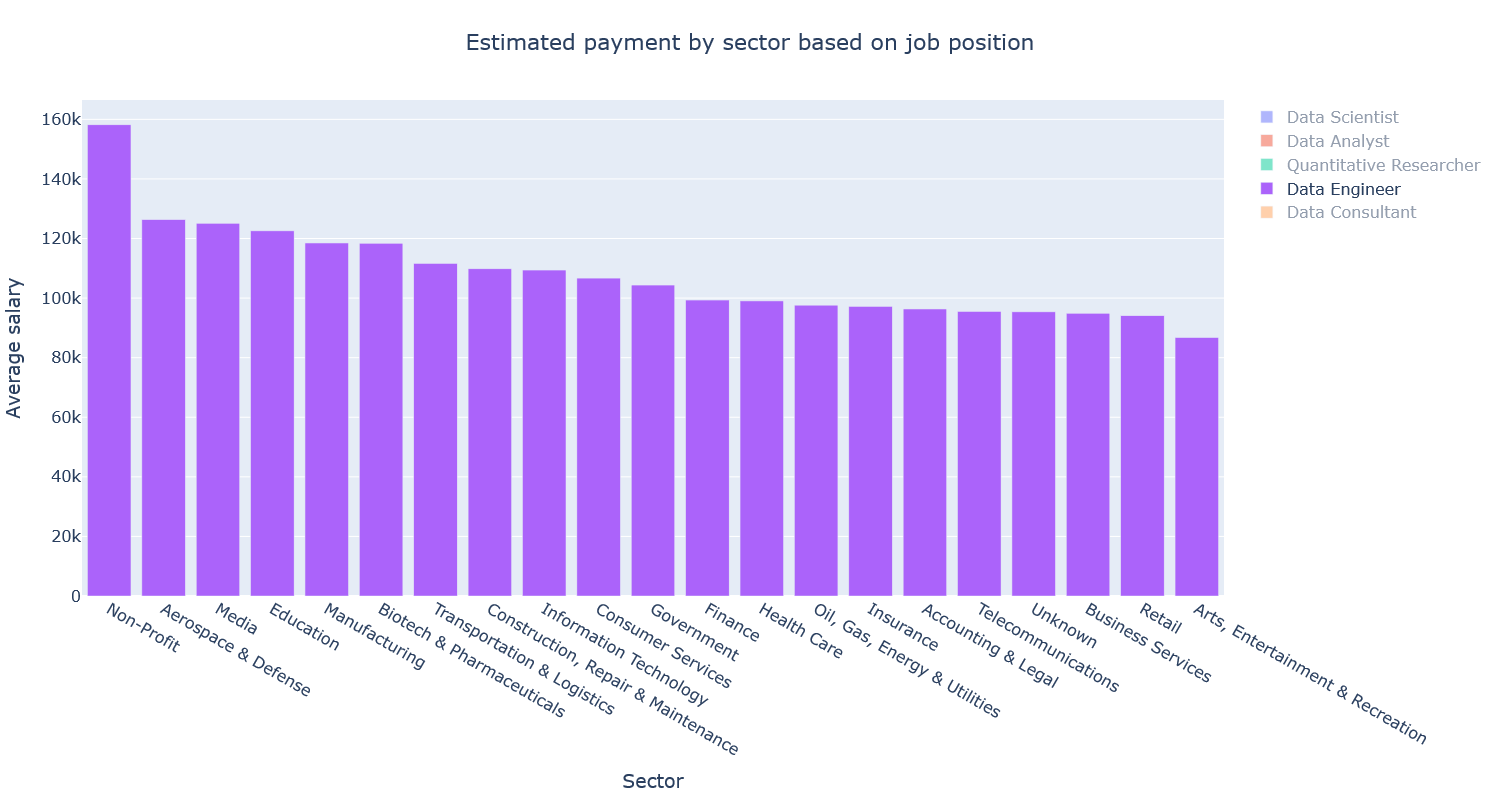 Estimated payment by sector based on job position
Data Scientist
Data Analyst
Quantitative Researcher
Data Engineer
Data Consultant
160k
140k
120k
100k
80k
60k
40k
20k
0
Average salary
Non-Profit
Aerospace & Defense
Media
Education
Manufacturing
Biotech & Pharmaceuticals
Transportation & Logistics
Construction, Repair & Maintenance
Information Technology
Consumer Services
Government
Finance
Health Care
Oil, Gas, Energy & Utilities
Insurance
Accounting & Legal
Telecommunications
Unknown
Business Services
Retail
Arts, Entertainment & Recreation
Sector